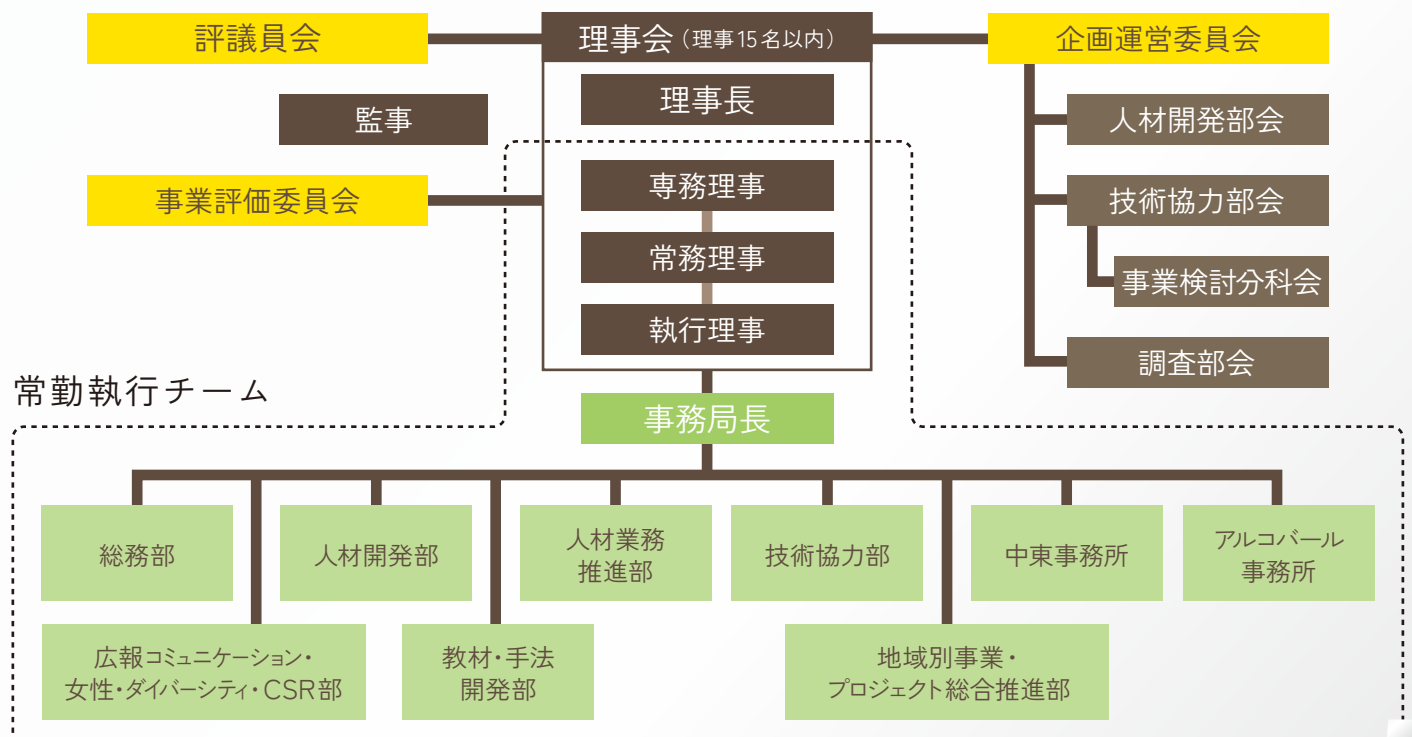 評議員会
理事会（理事15名以内）
企画運営委員会
理事長
監事
人材開発部会
専務理事
事業評価委員会
技術協力部会
常務理事
事業検討分科会
執行理事
調査部会
常勤執行チーム
事務局長
総務部
人材開発部
人材業務
推進部
技術協力部
中東事務所
アルコバール
事務所
広報コミュニケーション・
女性・ダイバーシティ・CSR部
教材・手法
開発部
地域別事業・
プロジェクト総合推進部